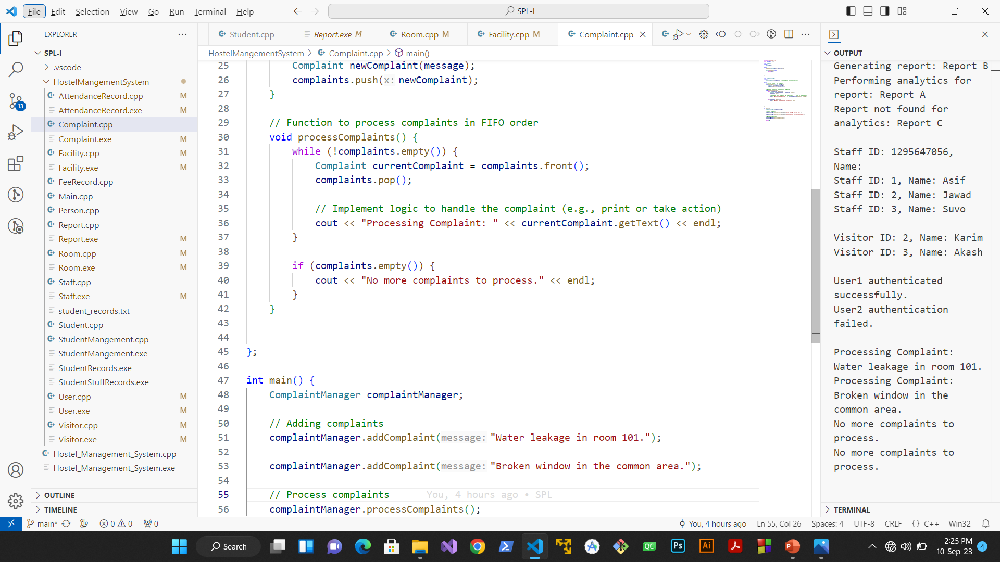 File Edit Selection View Go Run Terminal Help
SPL-I
EXPLORER
SPL-I
.vscode
HostelMangementSystem
AttendanceRecord.cpp M
AttendanceRecord.exe M
Complaint.cpp
Complaint.exe M
Facility.cpp M
Facility.exe M
FeeRecord.cpp
Main.cpp
Person.cpp
Report.cpp
Report.exe M
Room.cpp M
Room.exe M
Staff.cpp
Staff.exe M
student_records.txt
Student.cpp
StudentMangement.cpp
StudentMangement.exe
StudentRecords.exe
StudentStuffRecords.exe
User.cpp M
User.exe M
Visitor.cpp M
Visitor.exe M
Hostel_Management_System.cpp
Hostel_Management_System.exe
OUTLINE
TIMELINE
13
Student.cpp Report.exe M Room.cpp M Facility.cpp M Complaint.cpp
HostelMangementSystem > Complaint.cpp > main()
25 Complaint newComplaint(message);
26 complaints.push(x: newComplaint);
27 }
28
29 // Function to process complaints in FIFO order
30 void processComplaints() {
31 while (!complaints.empty()) {
32 Complaint currentComplaint = complaints.front();
33 complaints.pop();
34
35 // Implement logic to handle the complaint (e.g., print or take action)
36 cout << "Processing Complaint: " << currentComplaint.getText() << endl;
37 }
38
39 if (complaints.empty()) {
40 cout << "No more complaints to process." << endl;
41 }
42 }
43
44
45 };
46
47 int main() {
48 ComplaintManager complaintManager;
49
50 // Adding complaints
51 complaintManager.addComplaint(message: "Water leakage in room 101.");
52
53 complaintManager.addComplaint(message: "Broken window in the common area.");
54
55 // Process complaints You, 4 hours ago • SPL
56 complaintManager.processComplaints();
OUTPUT
Generating report: Report B
Performing analytics for
report: Report A
Report not found for
analytics: Report C
Staff ID: 1295647056,
Name:
Staff ID: 1, Name: Asif
Staff ID: 2, Name: Jawad
Staff ID: 3, Name: Suvo
Visitor ID: 2, Name: Karim
Visitor ID: 3, Name: Akash
User1 authenticated
successfully.
User2 authentication
failed.
Processing Complaint:
Water leakage in room 101.
Processing Complaint:
Broken window in the
common area.
No more complaints to
process.
No more complaints to
process.
TERMINAL
main* 0 0 0 You, 4 hours ago Ln 55, Col 26 Spaces: 4 UTF-8 CRLF {} C++ Win32
Search
QC
Ps
Ai
P
2:25 PM
10-Sep-23
4